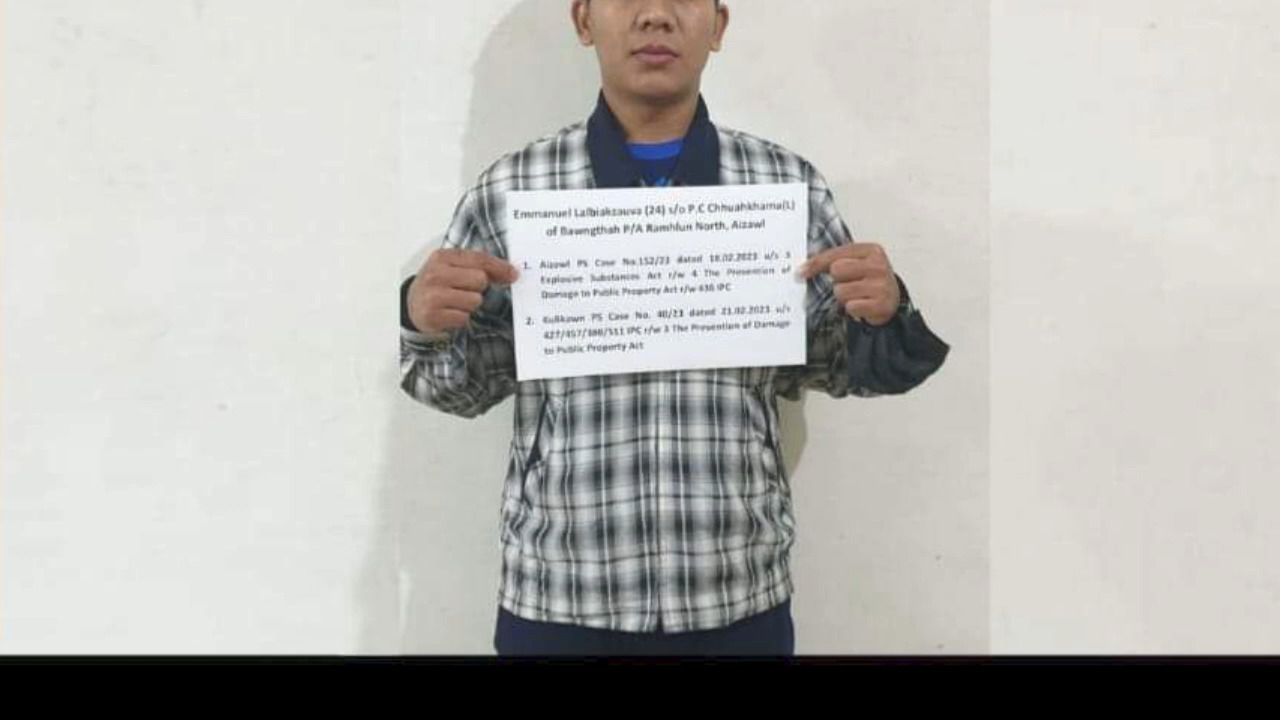 Emmanuel Lalbiakzauva (24) s/o P.C Chhuahkhama(L)
of Bawngthah P/A Ramhlun North, Aizawl
1. Aizawl PS Case No.152/23 dated 18.02.2023 u/s 3
Explosive Substances Act r/w 4 The Prevention of
Damage to Public Property Act r/w 436 IPC
2. Kulikawn PS Case No. 40/23 dated 21.02.2023 u/s
427/457/380/511 IPC r/w 3 The Prevention of Damage
to Public Property Act